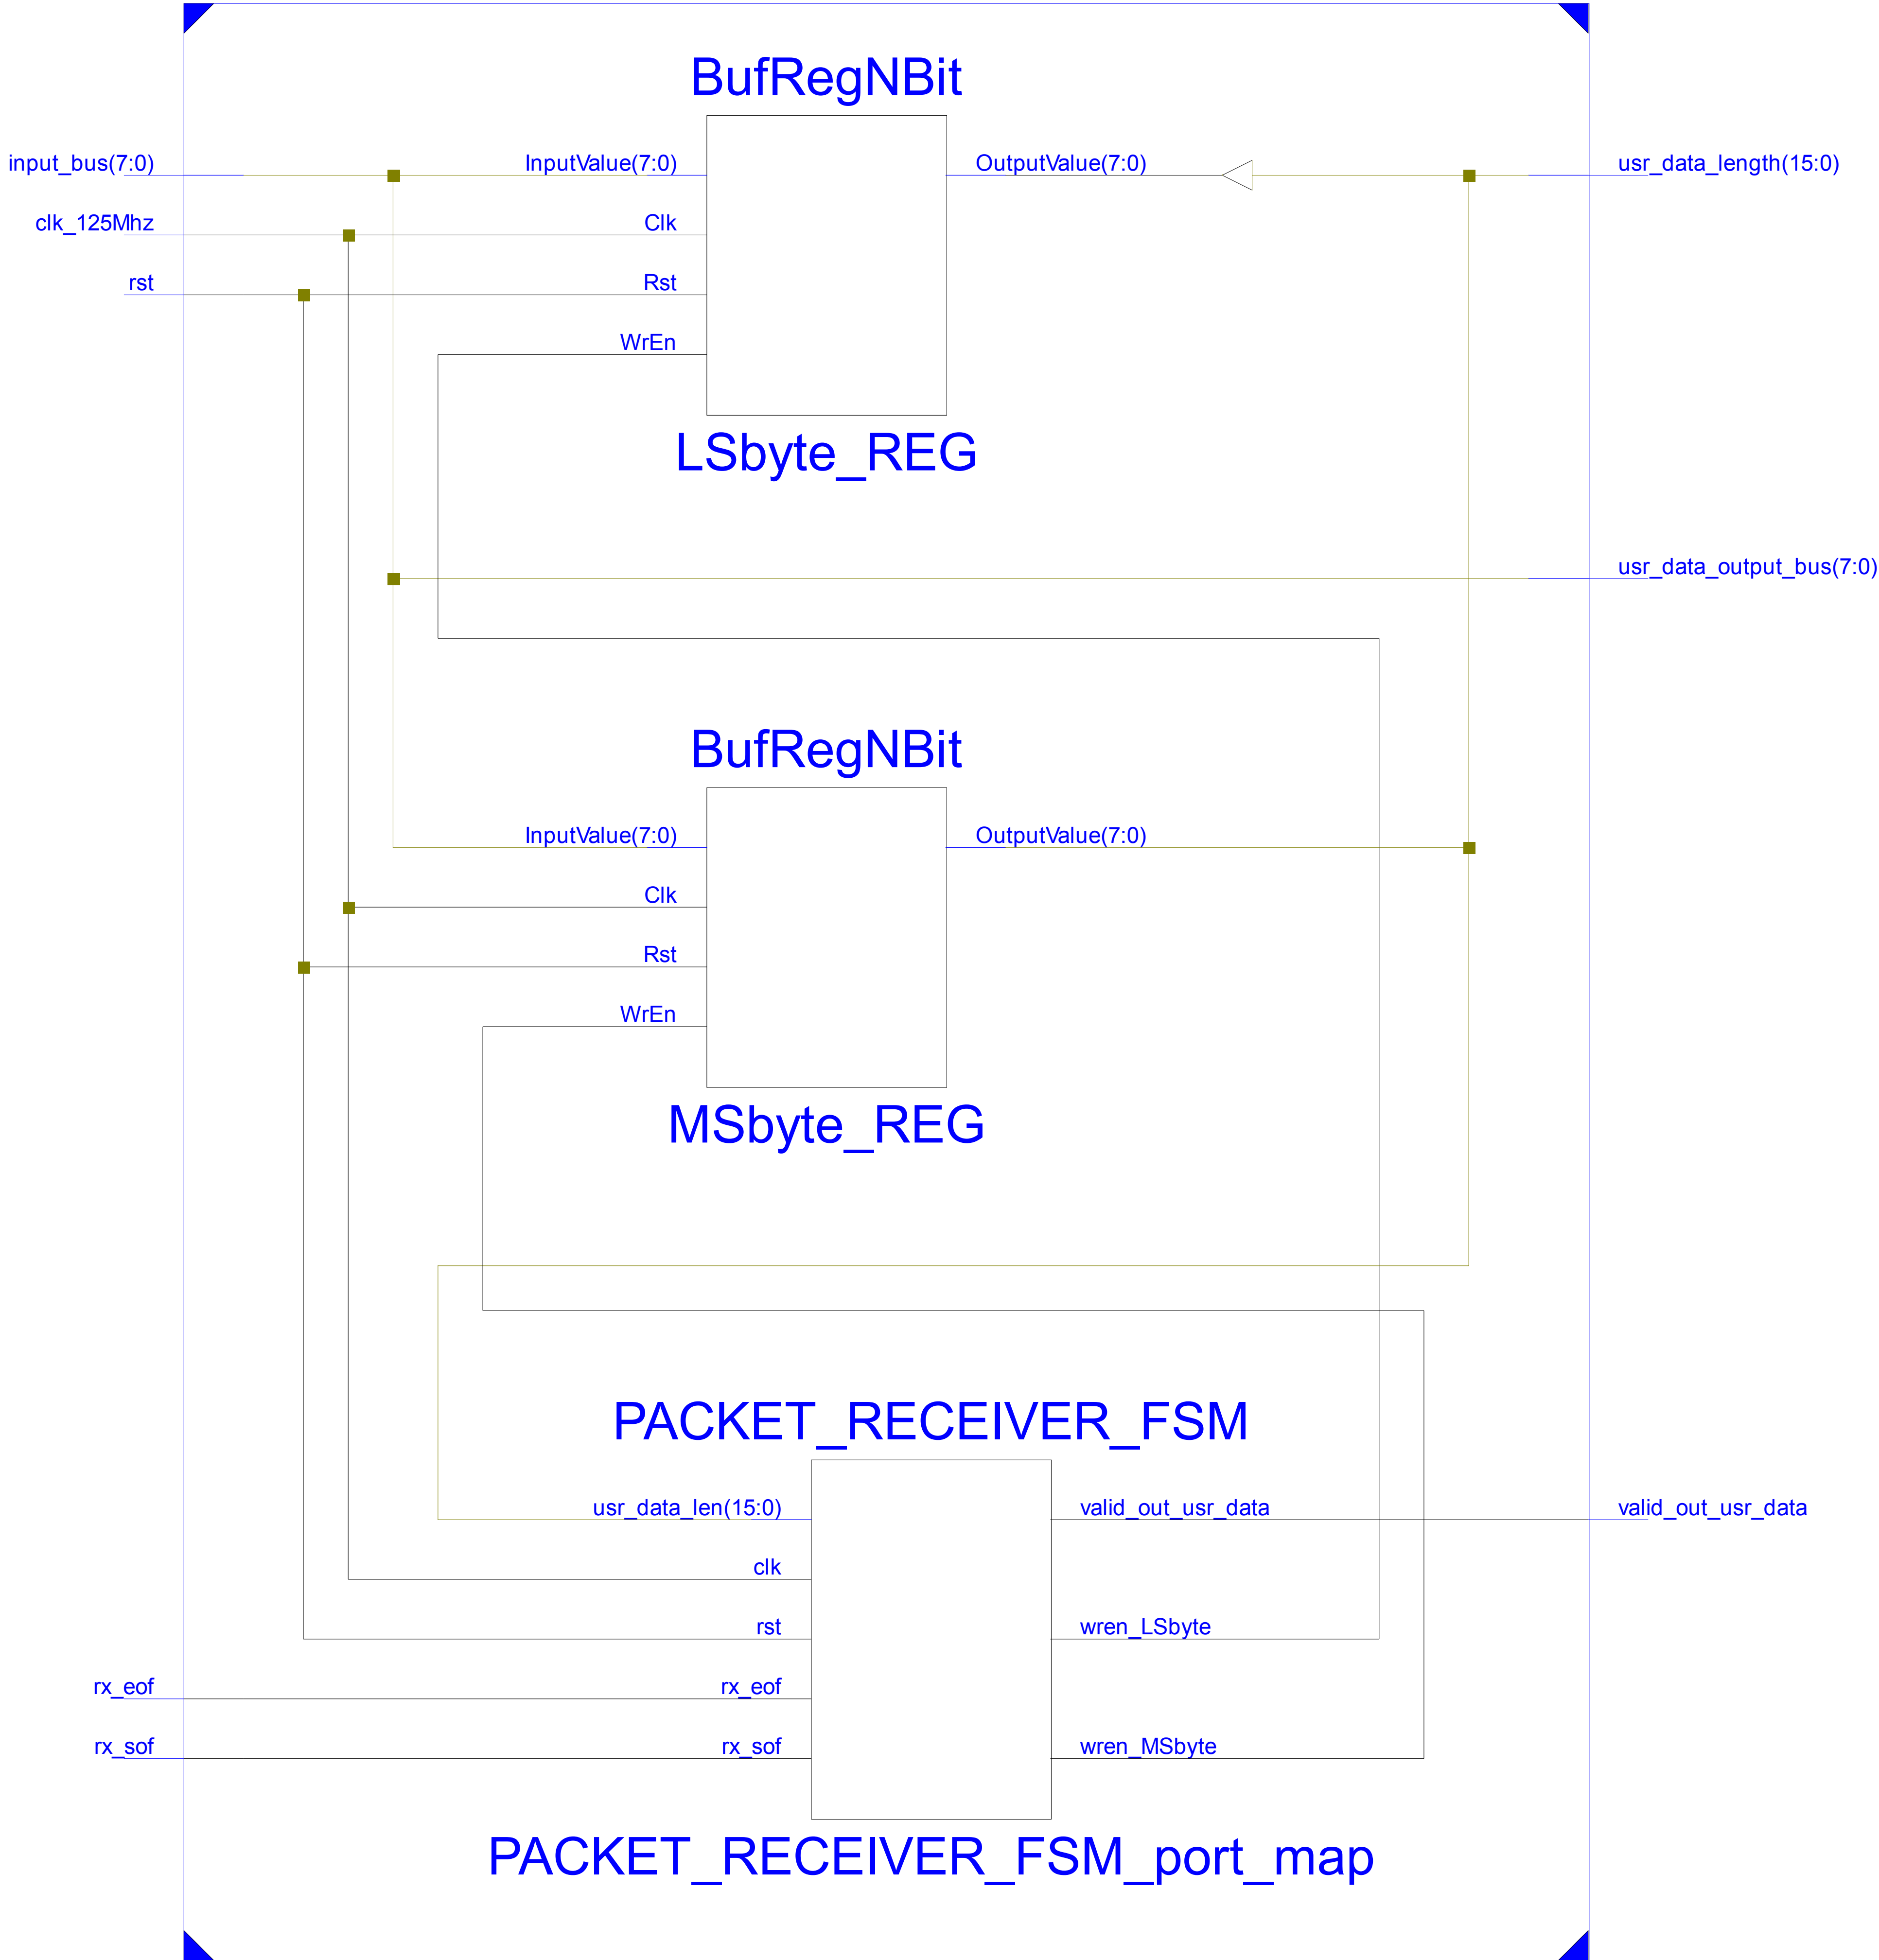 BufRegNBit
input_bus(7:0)
InputValue(7:0)
OutputValue(7:0)
usr_data_length(15:0)
clk_125Mhz
Clk
rst
Rst
WrEn
LSbyte_REG
usr_data_output_bus(7:0)
BufRegNBit
InputValue(7:0)
OutputValue(7:0)
Clk
Rst
WrEn
MSbyte_REG
PACKET_RECEIVER_FSM
usr_data_len(15:0)
valid_out_usr_data
valid_out_usr_data
clk
rst
wren_LSbyte
rx_eof
rx_eof
rx_sof
rx_sof
wren_MSbyte
PACKET_RECEIVER_FSM_port_map